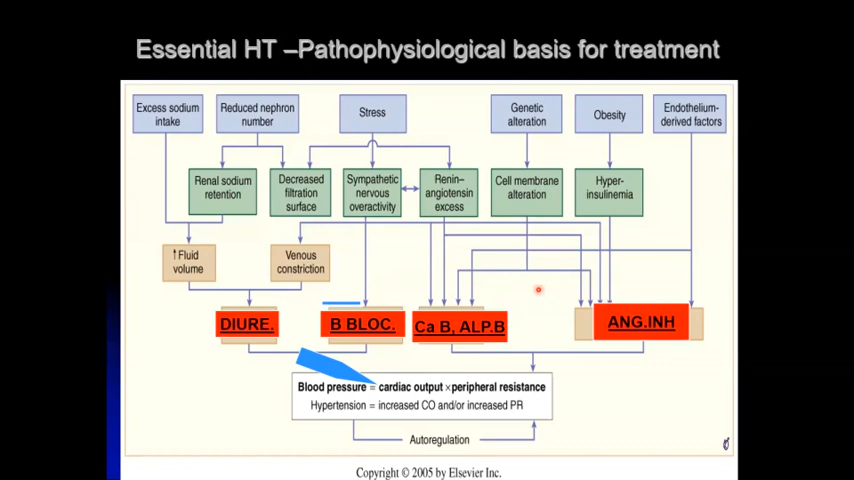 Essential HT –Pathophysiological basis for treatment
Excess sodium
intake
Reduced nephron
number
Stress
Genetic
alteration
Obesity
Endothelium-
derived factors
Renal sodium
retention
Decreased
filtration
surface
Sympathetic
nervous
overactivity
Renin–
angiotensin
excess
Cell membrane
alteration
Hyper-
insulinemia
↑Fluid
volume
Venous
constriction
DIURE.
B BLOC.
Ca B, ALP.B
ANG.INH
Blood pressure = cardiac output × peripheral resistance
Hypertension = increased CO and/or increased PR
Autoregulation
Copyright © 2005 by Elsevier Inc.